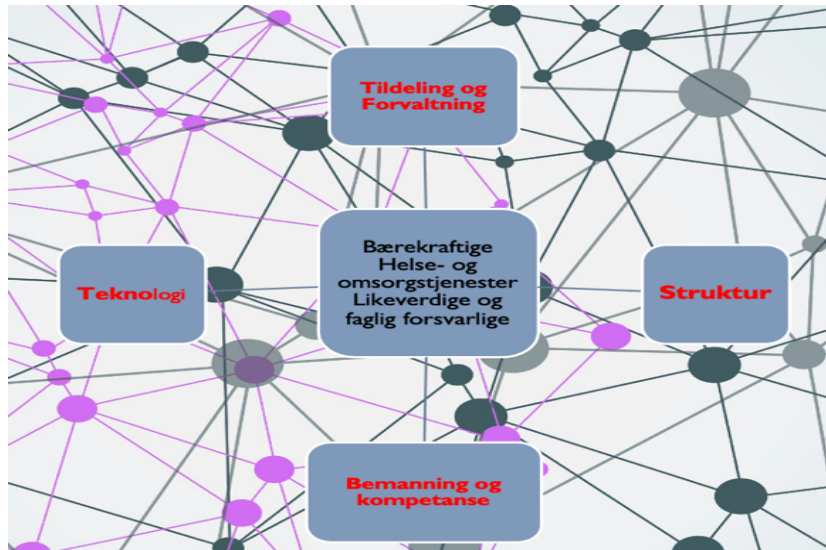 Tildeling og
Forvaltning
Bærekraftige
Helse- og
omsorgstjenester
Likeverdige og
faglig forsvarlige
Teknologi
Struktur
Bemanning og
kompetanse